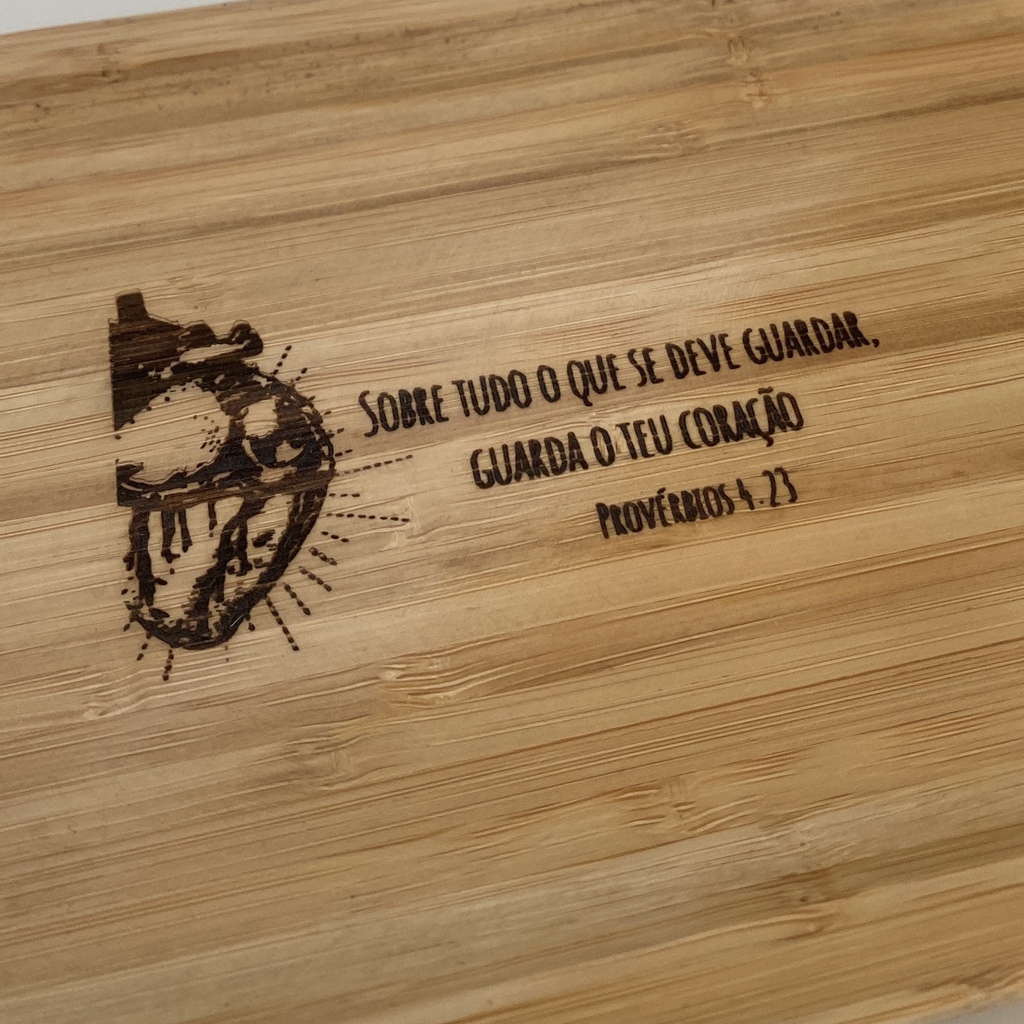 Sobre tudo o que se deve guardar,
guarda o teu coração
Provérbios 4.23